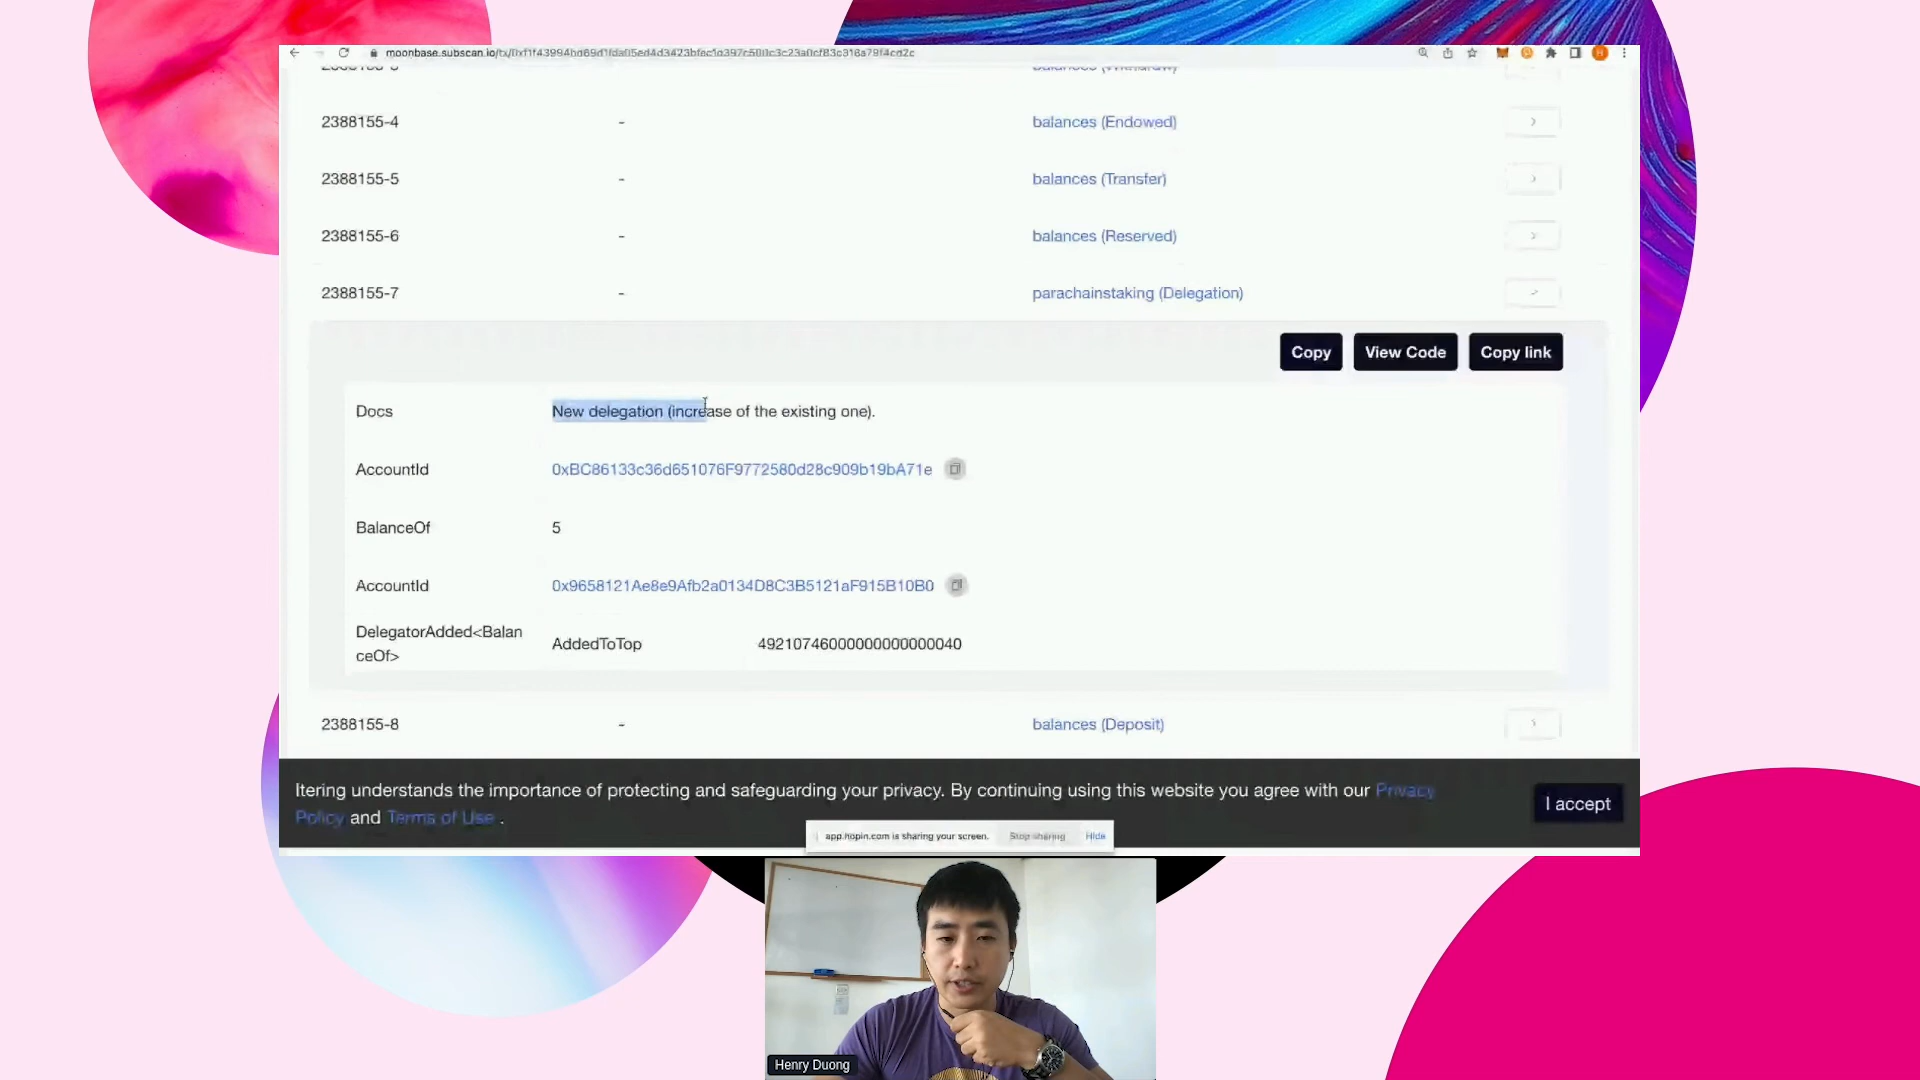 2388155-4 - balances (Endowed)
2388155-5 - balances (Transfer)
2388155-6 - balances (Reserved)
2388155-7 - parachainstaking (Delegation)
Copy View Code Copy link
Docs New delegation (increase of the existing one).
AccountId 0xBC86133c36d651076F9772580d28c909b19bA71e
BalanceOf 5
AccountId 0x9658121Ae8e9Afb2a0134D8C3B5121aF915B10B0
DelegatorAdded<Balan
ceOf> AddedToTop 49210746000000000000040
2388155-8 - balances (Deposit)
Itering understands the importance of protecting and safeguarding your privacy. By continuing using this website you agree with our Privacy
Policy and Terms of Use .
I accept
app.hopin.com is sharing your screen. Stop sharing Hide
Henry Duong